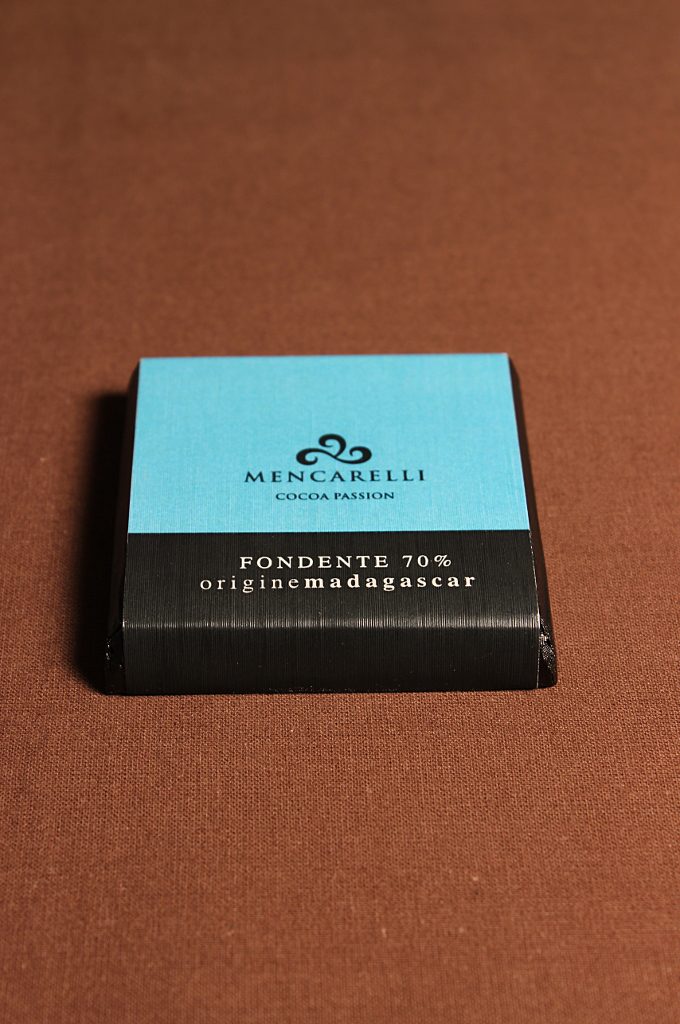 MENCARELLI
COCOA PASSION
FONDENTE 70%
originemadagascar